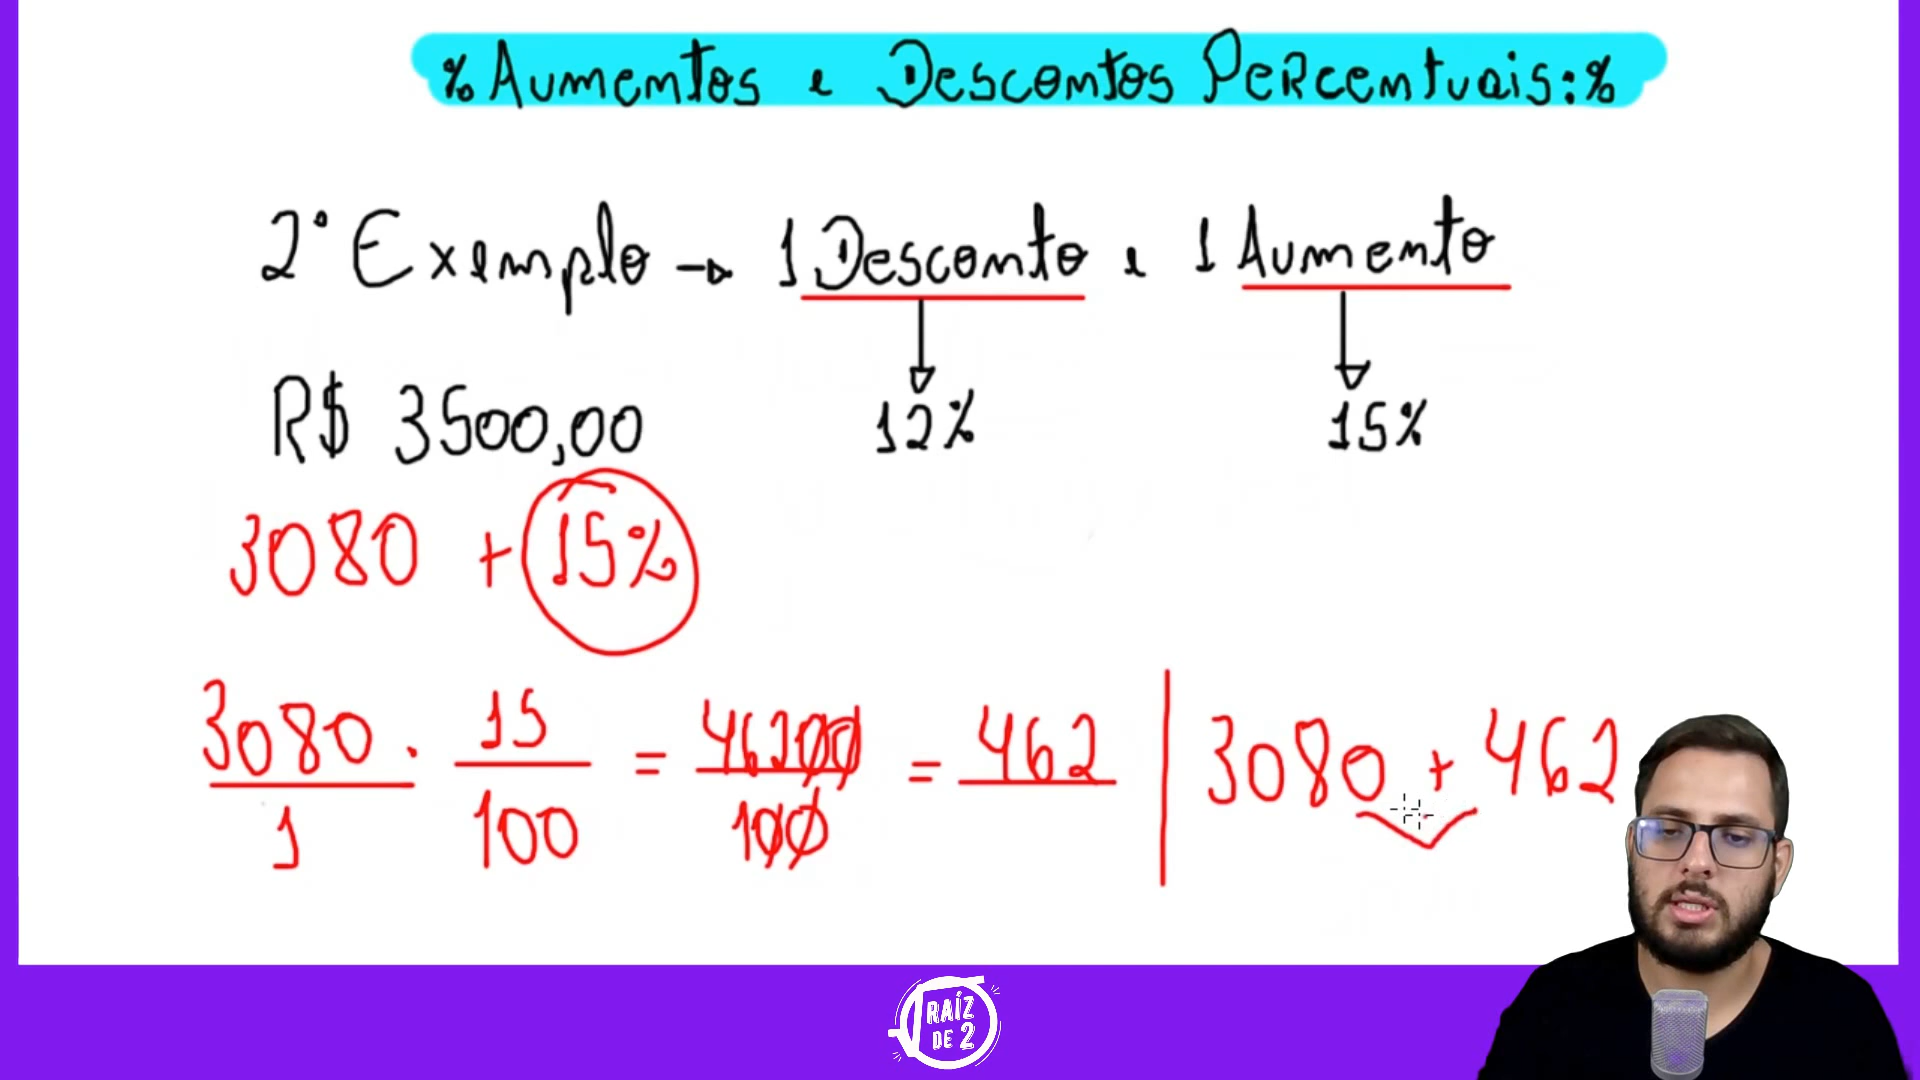 % Aumentos e Descontos Percentuais: %
2° Exemplo → 1 Desconto e 1 Aumento
R$ 3500,00 12% 15%
3080 + 15%
3080/1 · 15/100 = 46200/100 = 462 | 3080 + 462
RAÍZ
DE 2